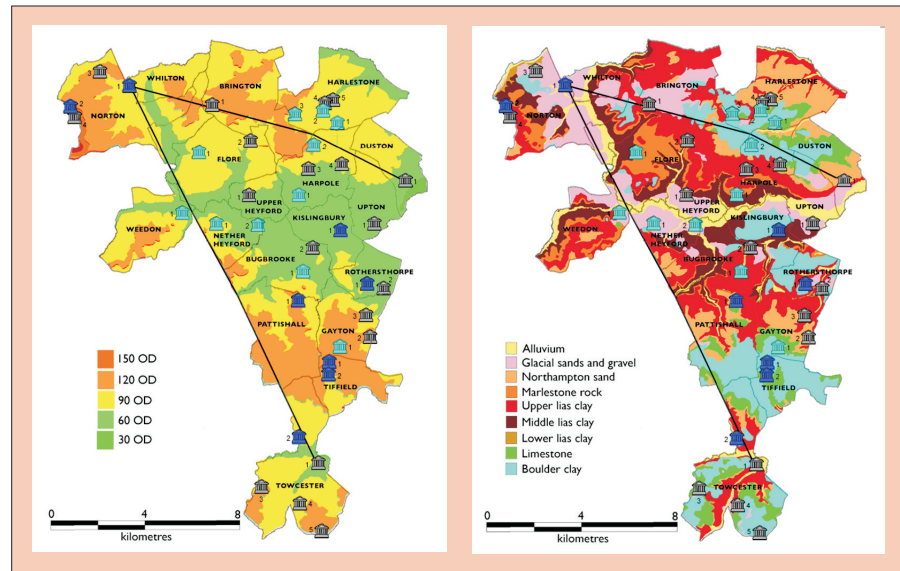 WHILTON
BRINGTON
HARLESTONE
NORTON
DUSTON
FLORE
HARPOLE
UPPER
HEYFORD
UPTON
KISLINGBURY
WEEDON
NETHER
HEYFORD
BUGBROOKE
ROTHERSTHORPE
PATTISHALL
GAYTON
TIFFIELD
TOWCESTER
150 OD
120 OD
90 OD
60 OD
30 OD
0 4 8
kilometres
WHILTON
BRINGTON
HARLESTONE
NORTON
DUSTON
FLORE
HARPOLE
UPPER
HEYFORD
UPTON
KISLINGBURY
WEEDON
NETHER
HEYFORD
BUGBROOKE
ROTHERSTHORPE
PATTISHALL
GAYTON
TIFFIELD
TOWCESTER
Alluvium
Glacial sands and gravel
Northampton sand
Marlestone rock
Upper lias clay
Middle lias clay
Lower lias clay
Limestone
Boulder clay
0 4 8
kilometres